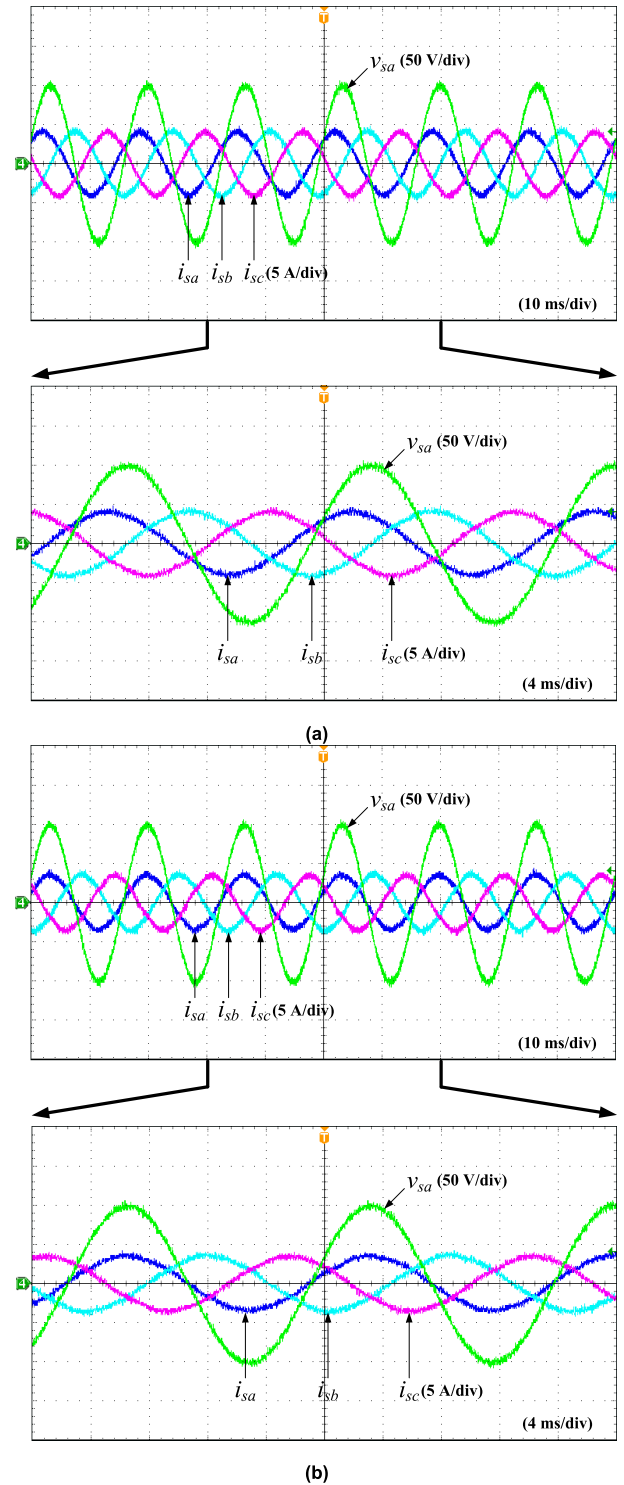 T
v_sa (50 V/div)
4
i_sa i_sb i_sc (5 A/div)
(10 ms/div)
T
v_sa (50 V/div)
4
i_sa i_sb i_sc (5 A/div)
(4 ms/div)
(a)
T
v_sa (50 V/div)
4
i_sa i_sb i_sc (5 A/div)
(10 ms/div)
T
v_sa (50 V/div)
4
i_sa i_sb i_sc (5 A/div)
(4 ms/div)
(b)